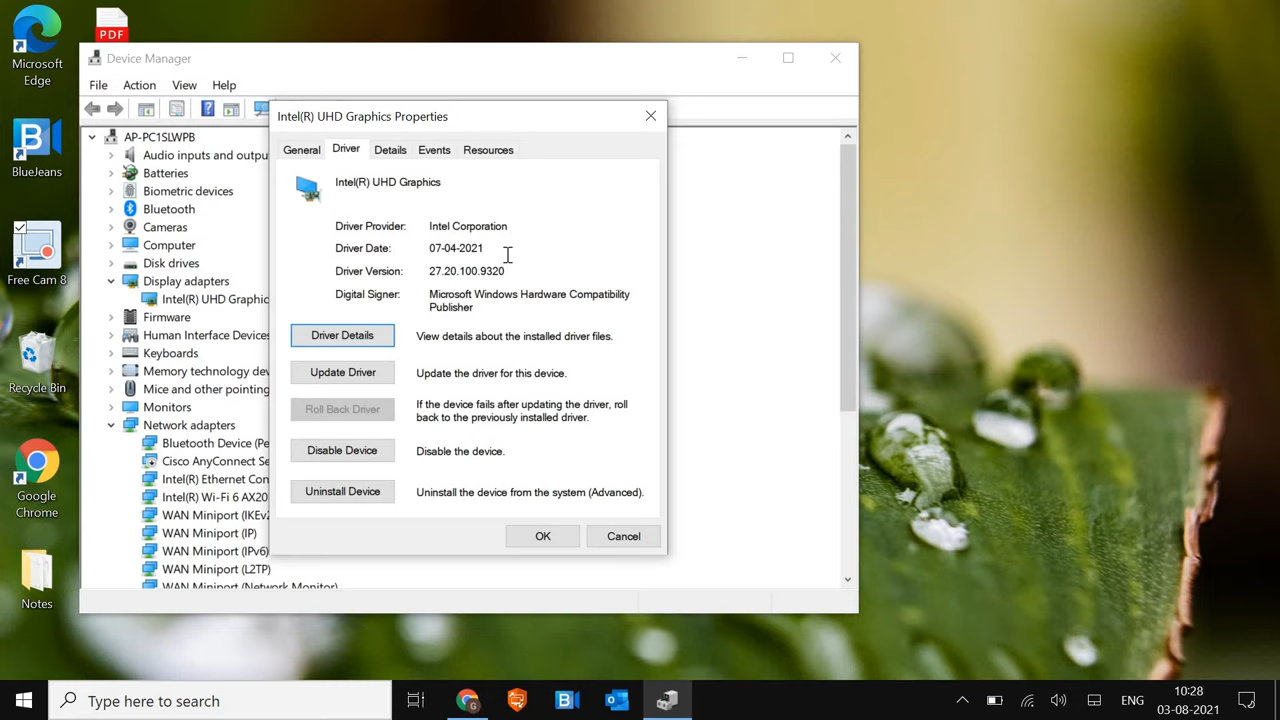 Microsoft
Edge
BlueJeans
Free Cam 8
Recycle Bin
Google
Chrome
Notes
PDF
Device Manager
File Action View Help
AP-PC1SLWPB
Audio inputs and outpu
Batteries
Biometric devices
Bluetooth
Cameras
Computer
Disk drives
Display adapters
Intel(R) UHD Graphic
Firmware
Human Interface Devices
Keyboards
Memory technology dev
Mice and other pointing
Monitors
Network adapters
Bluetooth Device (Pe
Cisco AnyConnect Se
Intel(R) Ethernet Con
Intel(R) Wi-Fi 6 AX20
WAN Miniport (IKEv2
WAN Miniport (IP)
WAN Miniport (IPv6)
WAN Miniport (L2TP)
WAN Miniport (Network Monitor)
Intel(R) UHD Graphics Properties
General Driver Details Events Resources
Intel(R) UHD Graphics
Driver Provider: Intel Corporation
Driver Date: 07-04-2021
Driver Version: 27.20.100.9320
Digital Signer: Microsoft Windows Hardware Compatibility
Publisher
Driver Details View details about the installed driver files.
Update Driver Update the driver for this device.
Roll Back Driver If the device fails after updating the driver, roll
back to the previously installed driver.
Disable Device Disable the device.
Uninstall Device Uninstall the device from the system (Advanced).
OK Cancel
Type here to search
ENG
10:28
03-08-2021